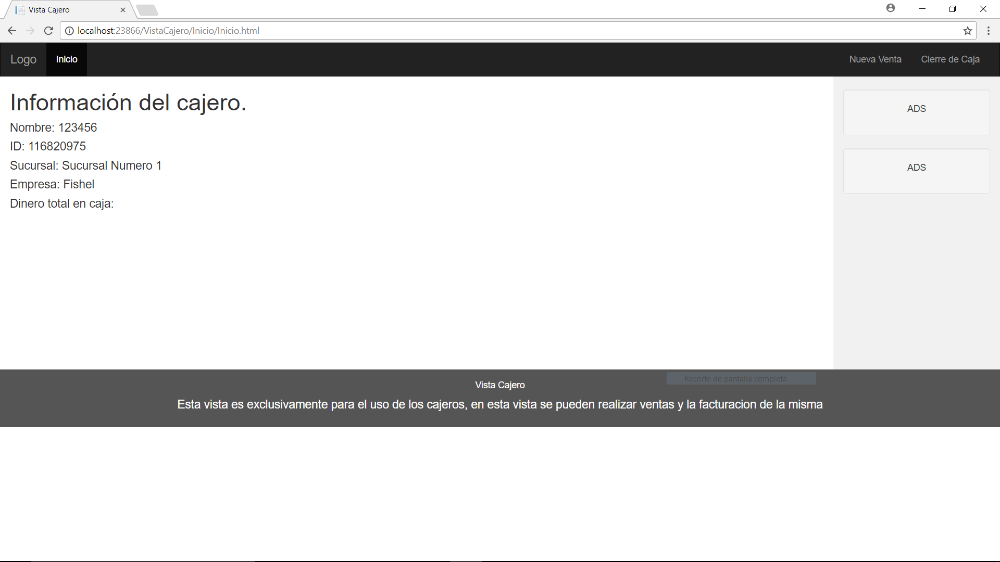 Vista Cajero
localhost:23866/VistaCajero/Inicio/Inicio.html
Logo
Inicio
Nueva Venta
Cierre de Caja
Información del cajero.
Nombre: 123456
ID: 116820975
Sucursal: Sucursal Numero 1
Empresa: Fishel
Dinero total en caja:
ADS
ADS
Recorte de pantalla completa
Vista Cajero
Esta vista es exclusivamente para el uso de los cajeros, en esta vista se pueden realizar ventas y la facturacion de la misma